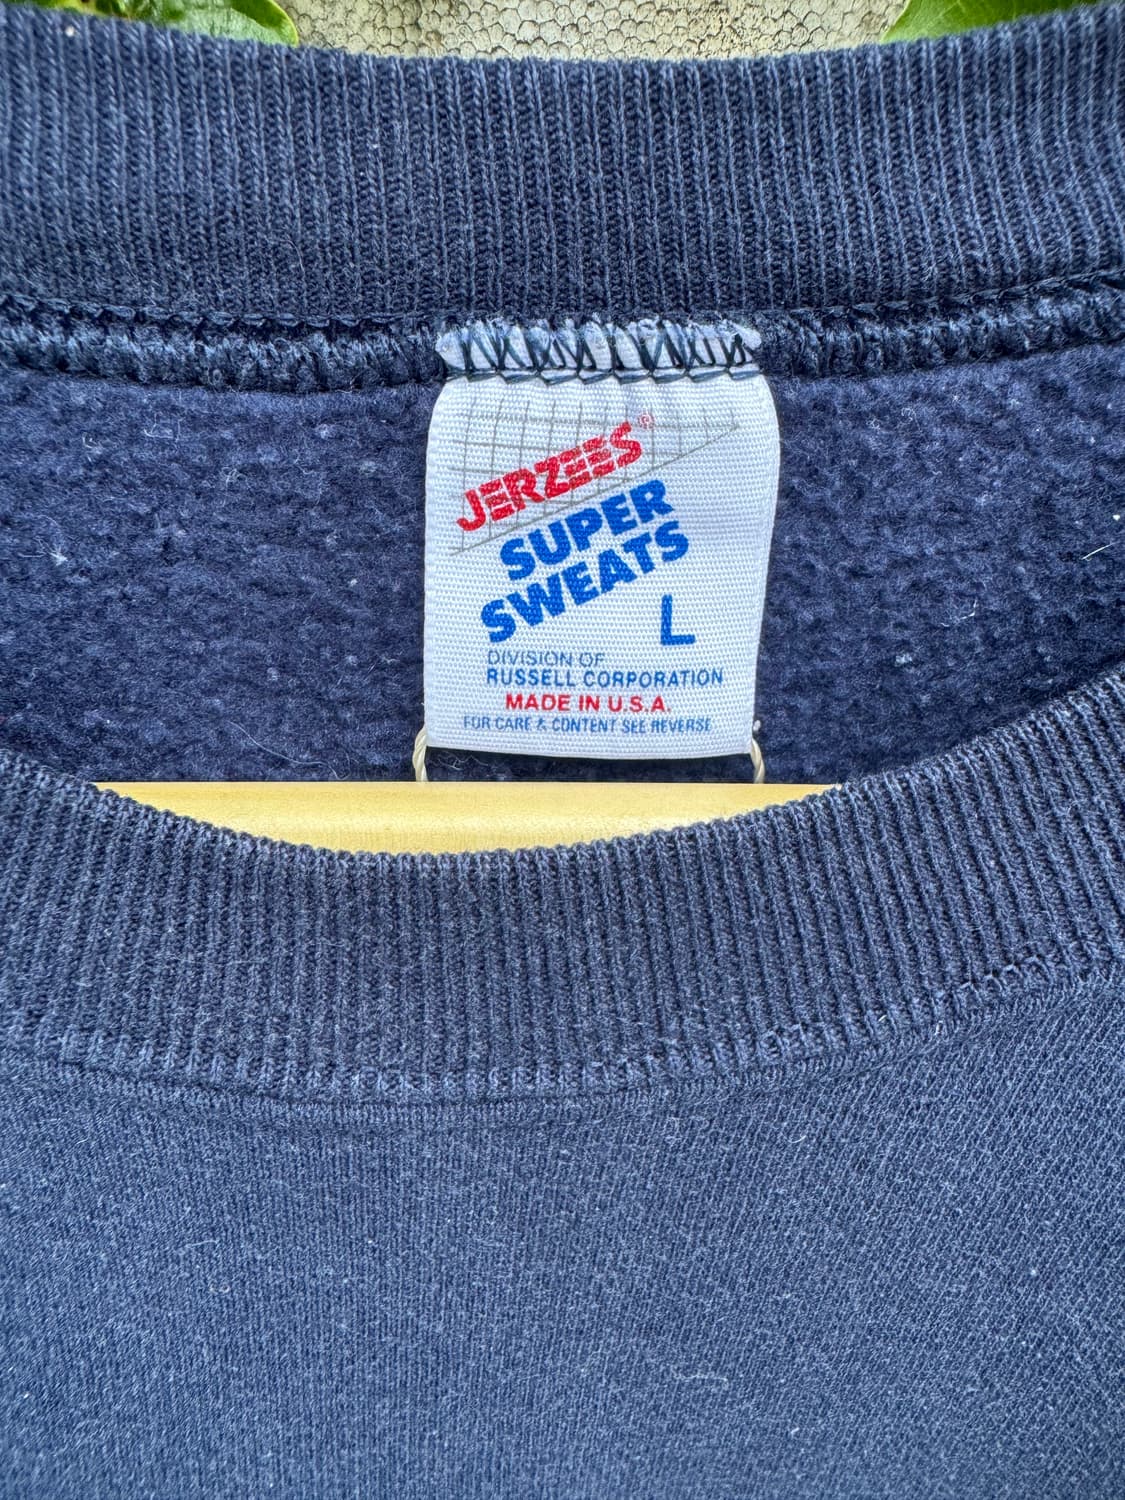 JERZEES®
SUPER
SWEATS
L
DIVISION OF
RUSSELL CORPORATION
MADE IN U.S.A.
FOR CARE & CONTENT SEE REVERSE